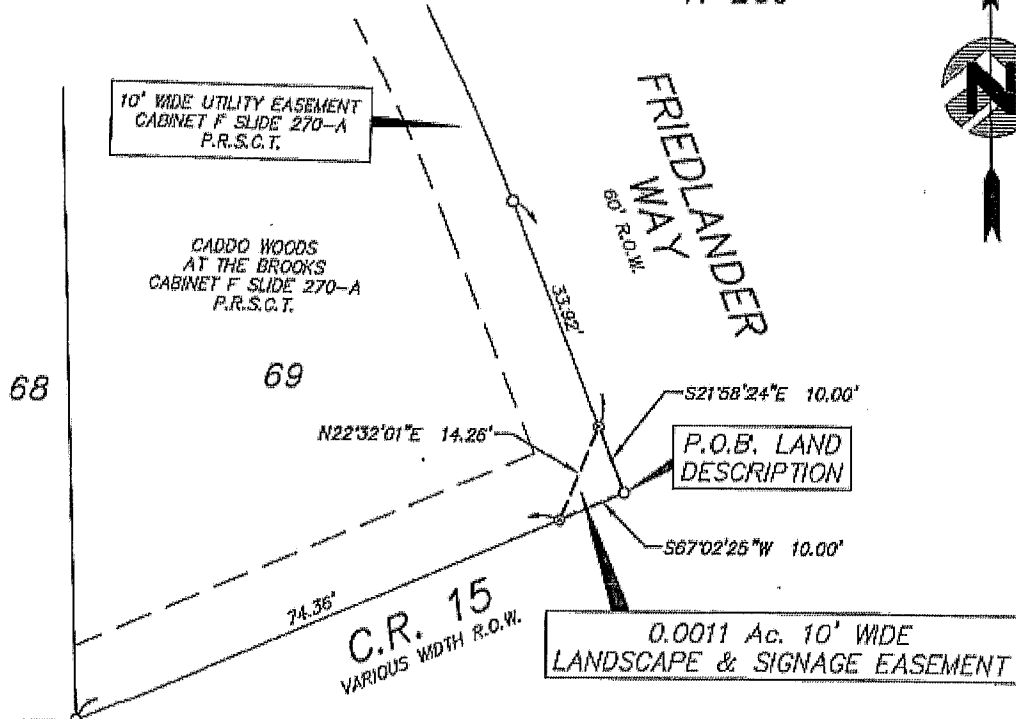 10' WIDE UTILITY EASEMENT
CABINET F SLIDE 270-A
P.R.S.C.T.
N
FRIEDLANDER
WAY
60' R.O.W.
CADDO WOODS
AT THE BROOKS
CABINET F SLIDE 270-A
P.R.S.C.T.
33.92'
68
69
S21°58'24"E 10.00'
N22°32'01"E 14.26'
P.O.B. LAND
DESCRIPTION
S67°02'25"W 10.00'
74.36'
C.R. 15
VARIOUS WIDTH R.O.W.
0.0011 Ac. 10' WIDE
LANDSCAPE & SIGNAGE EASEMENT